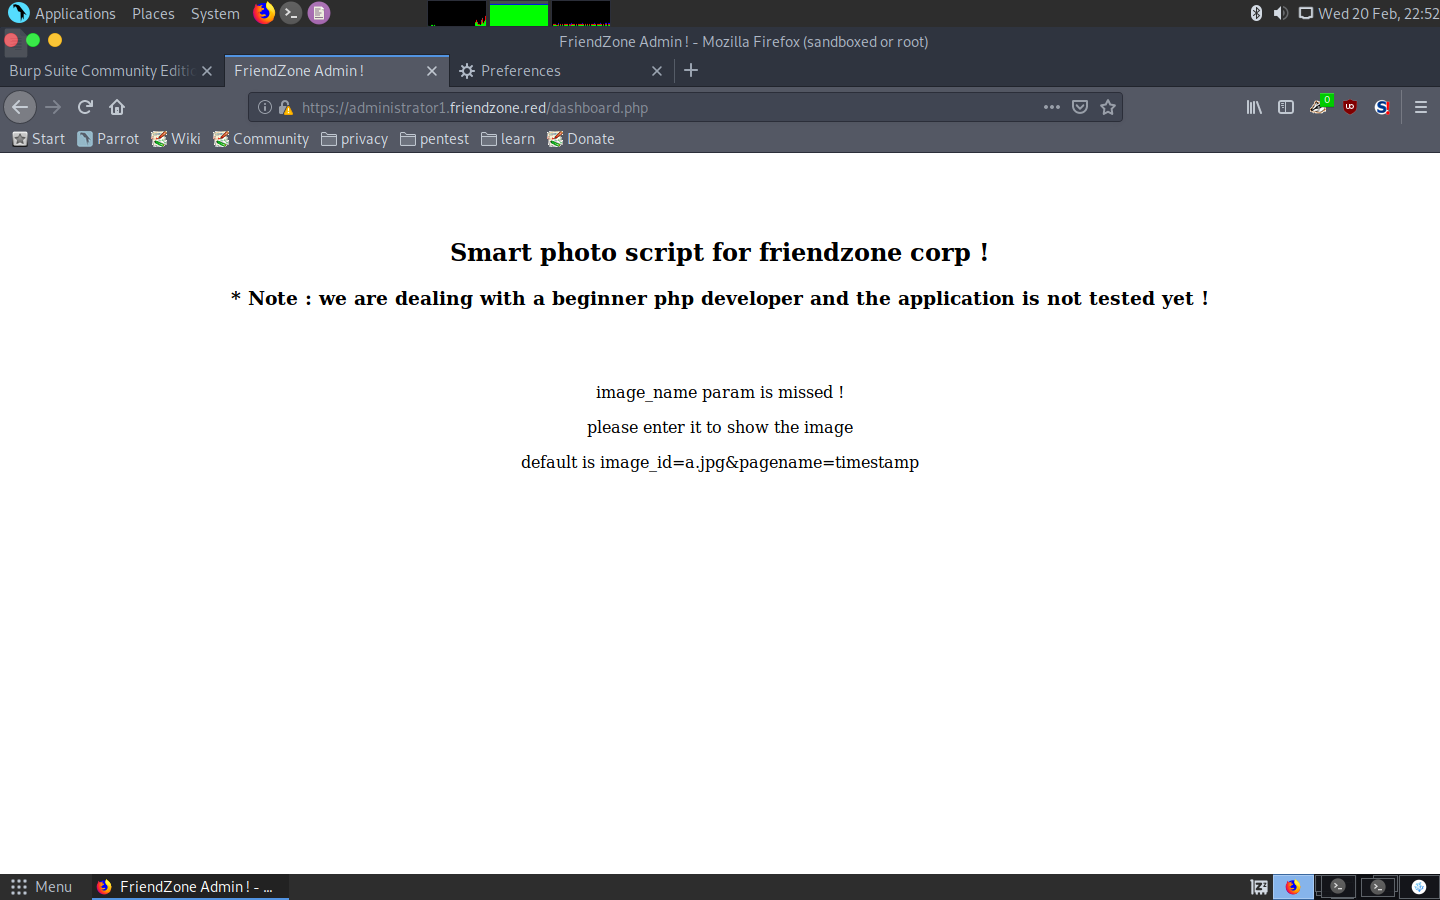 Applications Places System Wed 20 Feb, 22:52
FriendZone Admin ! - Mozilla Firefox (sandboxed or root)
Burp Suite Community Editi FriendZone Admin ! Preferences
https://administrator1.friendzone.red/dashboard.php 0 UO S
Start Parrot Wiki Community privacy pentest learn Donate
Smart photo script for friendzone corp !
* Note : we are dealing with a beginner php developer and the application is not tested yet !
image_name param is missed !
please enter it to show the image
default is image_id=a.jpg&pagename=timestamp
Menu FriendZone Admin ! - ...